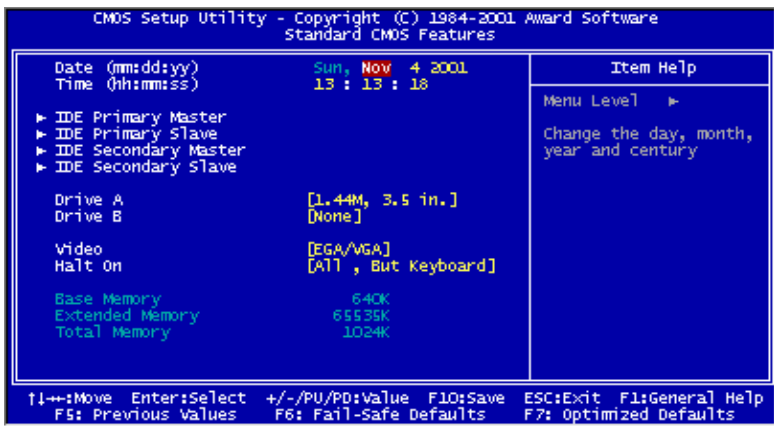 CMOS Setup Utility - Copyright (C) 1984-2001 Award Software
Standard CMOS Features
Date (mm:dd:yy) Sun, Nov 4 2001
Time (hh:mm:ss) 13 : 13 : 18
► IDE Primary Master
► IDE Primary Slave
► IDE Secondary Master
► IDE Secondary Slave
Drive A [1.44M, 3.5 in.]
Drive B [None]
Video [EGA/VGA]
Halt On [All , But Keyboard]
Base Memory 640K
Extended Memory 65535K
Total Memory 1024K
Item Help
Menu Level ►
Change the day, month,
year and century
↑↓→←:Move Enter:Select +/-/PU/PD:Value F10:Save ESC:Exit F1:General Help
F5: Previous Values F6: Fail-Safe Defaults F7: Optimized Defaults